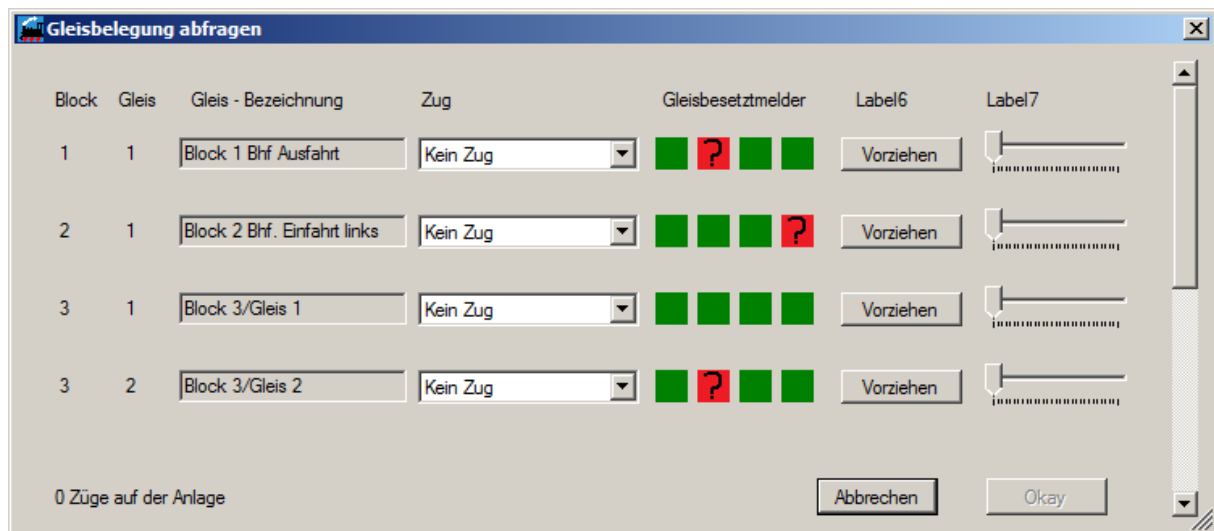 Gleisbelegung abfragen
Block Gleis Gleis - Bezeichnung Zug Gleisbesetztmelder Label6 Label7
1 1 Block 1 Bhf Ausfahrt Kein Zug ? Vorziehen
2 1 Block 2 Bhf. Einfahrt links Kein Zug ? Vorziehen
3 1 Block 3/Gleis 1 Kein Zug Vorziehen
3 2 Block 3/Gleis 2 Kein Zug ? Vorziehen
0 Züge auf der Anlage Abbrechen Okay